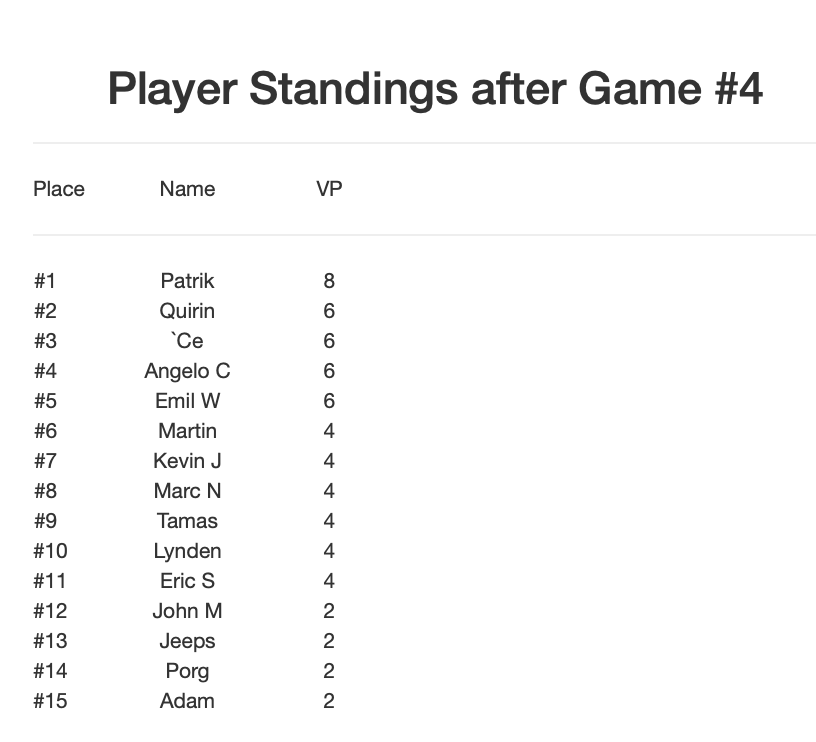 Player Standings after Game #4
Place Name VP
#1 Patrik 8
#2 Quirin 6
#3 `Ce 6
#4 Angelo C 6
#5 Emil W 6
#6 Martin 4
#7 Kevin J 4
#8 Marc N 4
#9 Tamas 4
#10 Lynden 4
#11 Eric S 4
#12 John M 2
#13 Jeeps 2
#14 Porg 2
#15 Adam 2